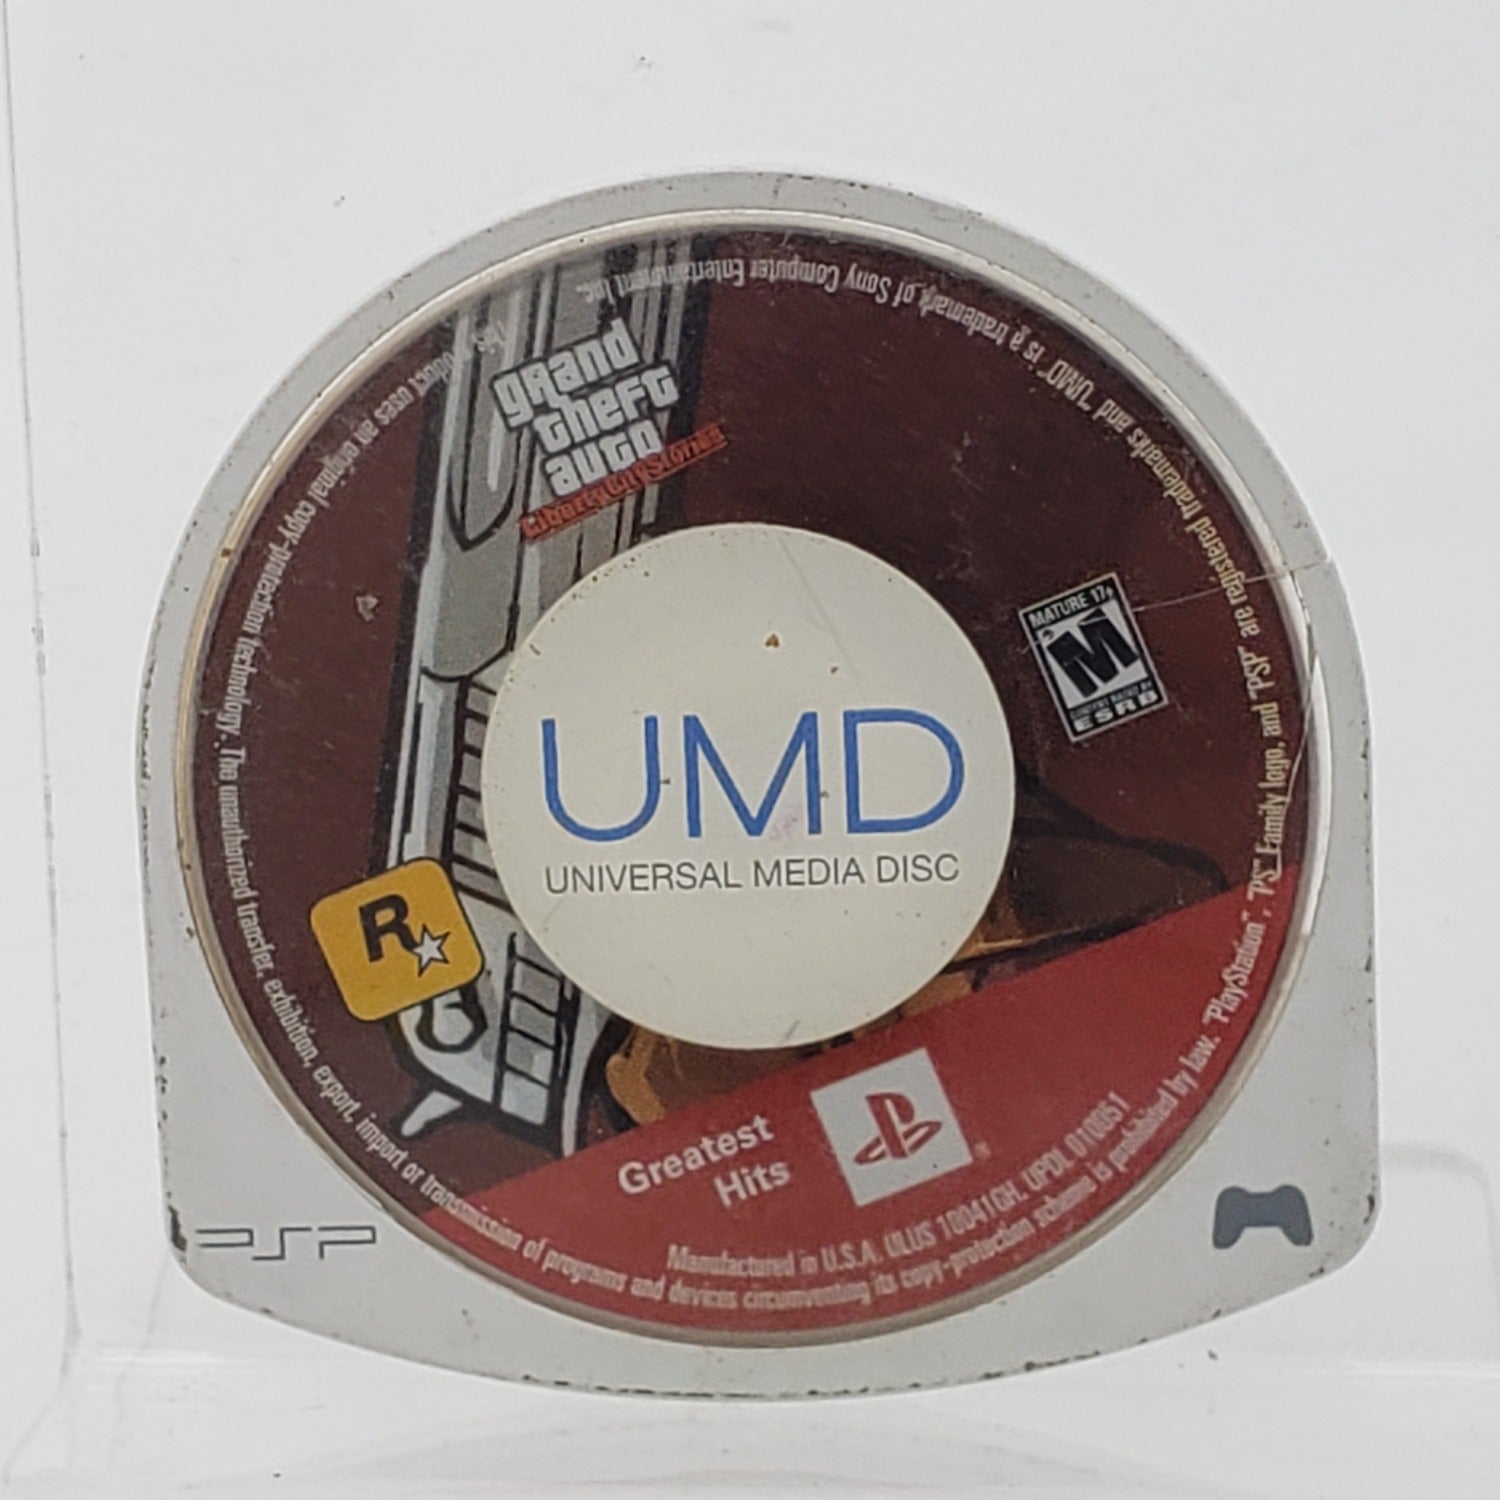 grand
theft
auto
Liberty City Stories
MATURE 17+
M
ESRB
UMD
UNIVERSAL MEDIA DISC
R
Greatest
Hits
Manufactured in U.S.A. ULUS 10041GH. UPDL 0100051
This product uses an original copy-protection technology. The unauthorized transfer, exhibition, export, import or transmission of programs and devices circumventing its copy-protection scheme is prohibited by law. "PlayStation", "PS" Family logo, and "PSP" are registered trademarks and "UMD" is a trademark of Sony Computer Entertainment Inc.
PSP